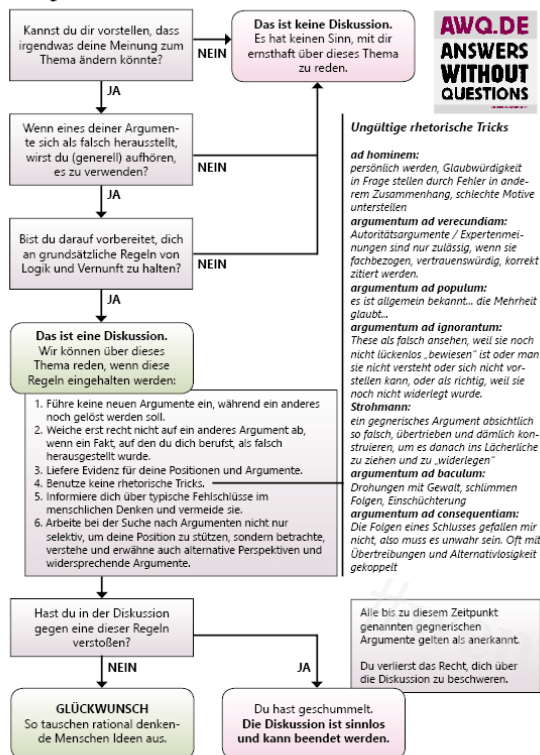 Kannst du dir vorstellen, dass
irgendwas deine Meinung zum
Thema ändern könnte?
NEIN
Das ist keine Diskussion.
Es hat keinen Sinn, mit dir
ernsthaft über dieses Thema
zu reden.
AWQ.DE
ANSWERS
WITHOUT
QUESTIONS
JA
Wenn eines deiner Argumen-
te sich als falsch herausstellt,
wirst du (generell) aufhören,
es zu verwenden?
NEIN
JA
Bist du darauf vorbereitet, dich
an grundsätzliche Regeln von
Logik und Vernunft zu halten?
NEIN
JA
Das ist eine Diskussion.
Wir können über dieses
Thema reden, wenn diese
Regeln eingehalten werden:
1. Führe keine neuen Argumente ein, während ein anderes
noch gelöst werden soll.
2. Weiche erst recht nicht auf ein anderes Argument ab,
wenn ein Fakt, auf den du dich berufst, als falsch
herausgestellt wurde.
3. Liefere Evidenz für deine Positionen und Argumente.
4. Benutze keine rhetorischen Tricks.
5. Informiere dich über typische Fehlschlüsse im
menschlichen Denken und vermeide sie.
6. Arbeite bei der Suche nach Argumenten nicht nur
selektiv, um deine Position zu stützen, sondern betrachte,
verstehe und erwähne auch alternative Perspektiven und
widersprechende Argumente.
Ungültige rhetorische Tricks
ad hominem:
persönlich werden, Glaubwürdigkeit
in Frage stellen durch Fehler in ande-
rem Zusammenhang, schlechte Motive
unterstellen
argumentum ad verecundiam:
Autoritätsargumente / Expertenmei-
nungen sind nur zulässig, wenn sie
fachbezogen, vertrauenswürdig, korrekt
zitiert werden.
argumentum ad populum:
es ist allgemein bekannt... die Mehrheit
glaubt...
argumentum ad ignorantum:
These als falsch ansehen, weil sie noch
nicht lückenlos „bewiesen" ist oder man
sie nicht versteht oder sich nicht vor-
stellen kann, oder als richtig, weil sie
noch nicht widerlegt wurde.
Strohmann:
ein gegnerisches Argument absichtlich
so falsch, übertrieben und dämlich kon-
struieren, um es danach ins Lächerliche
zu ziehen und zu „widerlegen"
argumentum ad baculum:
Drohungen mit Gewalt, schlimmen
Folgen, Einschüchterung
argumentum ad consequentiam:
Die Folgen eines Schlusses gefallen mir
nicht, also muss es unwahr sein. Oft mit
Übertreibungen und Alternativlosigkeit
gekoppelt
Hast du in der Diskussion
gegen eine dieser Regeln
verstoßen?
NEIN
JA
Alle bis zu diesem Zeitpunkt
genannten gegnerischen
Argumente gelten als anerkannt.
Du verlierst das Recht, dich über
die Diskussion zu beschweren.
GLÜCKWUNSCH
So tauschen rational denken-
de Menschen Ideen aus.
Du hast geschummelt.
Die Diskussion ist sinnlos
und kann beendet werden.